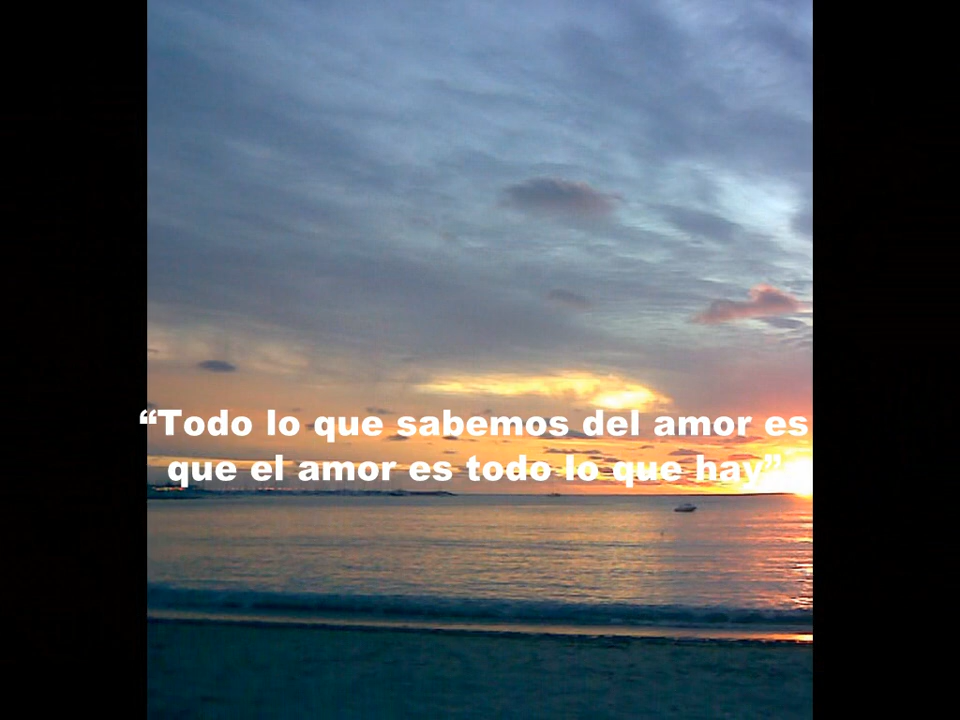 “Todo lo que sabemos del amor es
que el amor es todo lo que hay”.